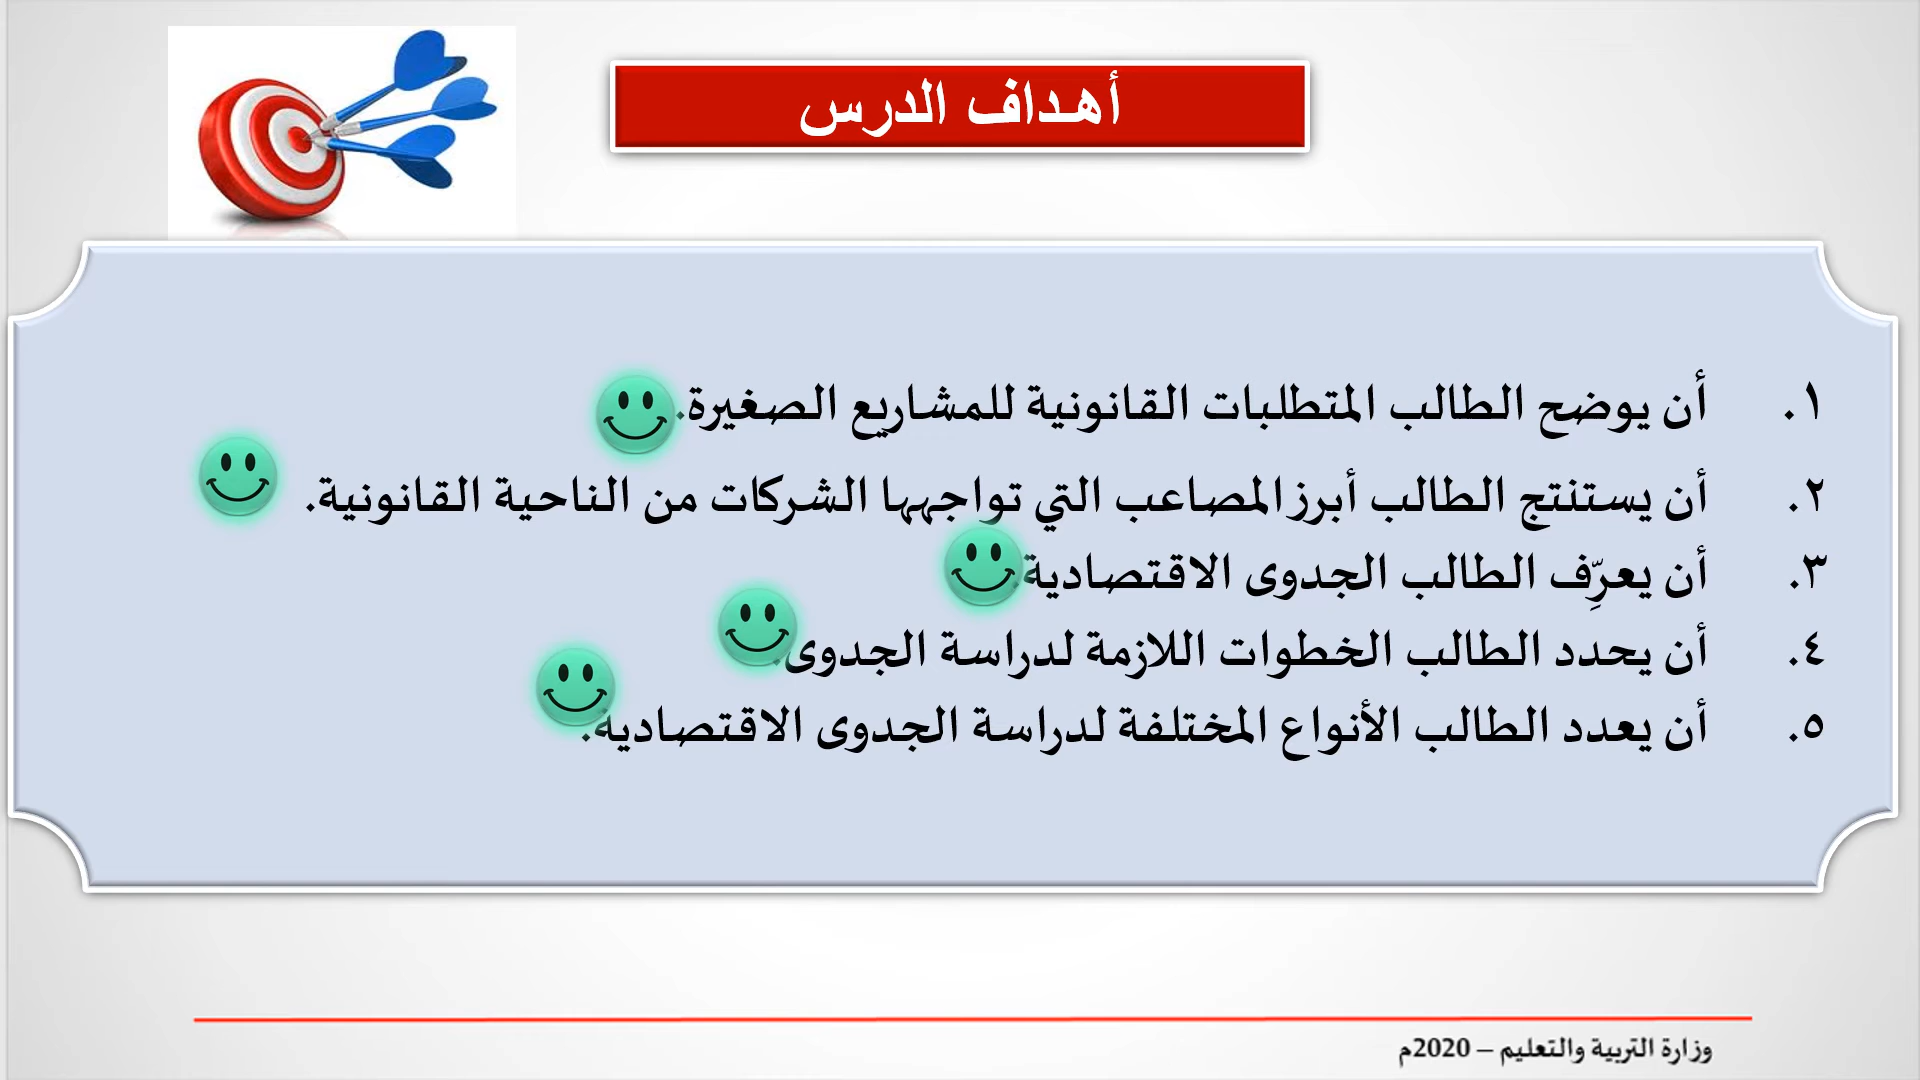 أهداف الدرس
١. أن يوضح الطالب المتطلبات القانونية للمشاريع الصغيرة.
٢. أن يستنتج الطالب أبرز المصاعب التي تواجهها الشركات من الناحية القانونية.
٣. أن يعرِّف الطالب الجدوى الاقتصادية.
٤. أن يحدد الطالب الخطوات اللازمة لدراسة الجدوى.
٥. أن يعدد الطالب الأنواع المختلفة لدراسة الجدوى الاقتصادية.
وزارة التربية والتعليم – 2020م